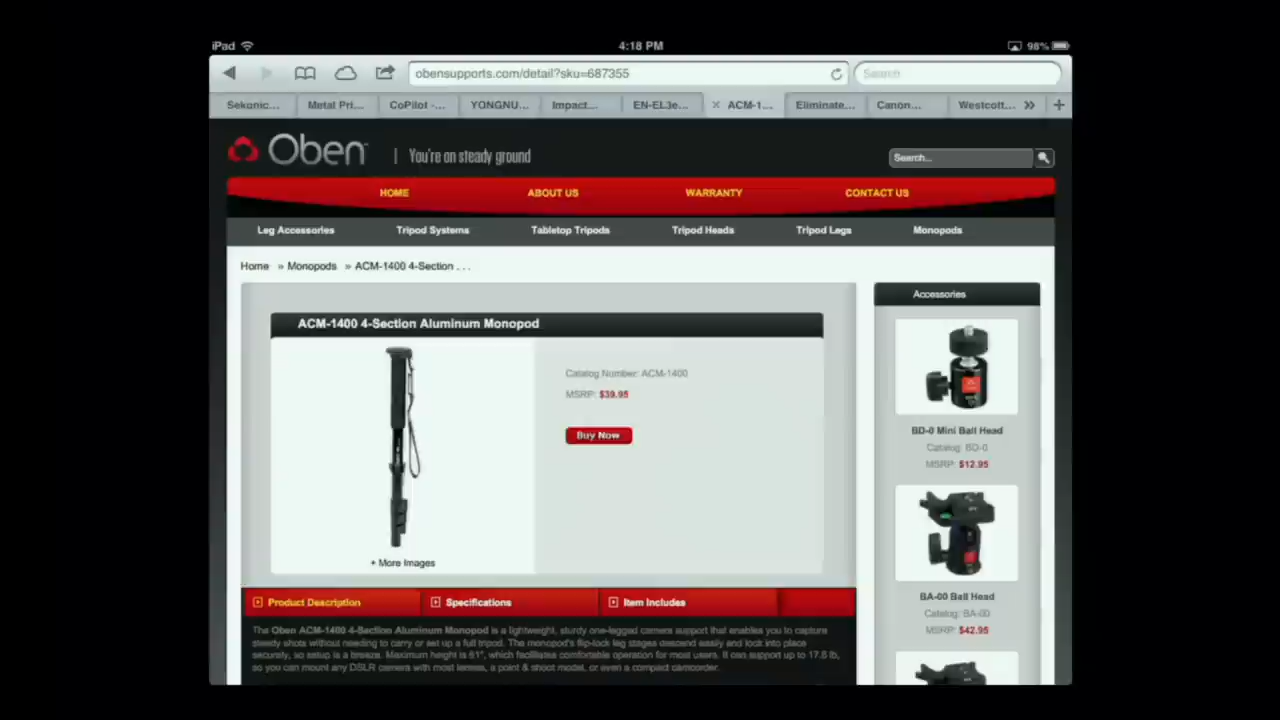 iPad 4:18 PM 98%
obensupports.com/detail?sku=687355 Search
Sekonic... Metal Pri... CoPilot -... YONGNU... Impact... EN-EL3e... ACM-1... Eliminate... Canon... Westcott...
Oben | You're on steady ground Search...
HOME ABOUT US WARRANTY CONTACT US
Leg Accessories Tripod Systems Tabletop Tripods Tripod Heads Tripod Legs Monopods
Home » Monopods » ACM-1400 4-Section . . .
Accessories
ACM-1400 4-Section Aluminum Monopod
Catalog Number: ACM-1400
MSRP: $39.95
Buy Now
+ More Images
BD-0 Mini Ball Head
Catalog: BD-0
MSRP: $12.95
BA-00 Ball Head
Catalog: BA-00
MSRP: $42.95
Product Description Specifications Item Includes
The Oben ACM-1400 4-Section Aluminum Monopod is a lightweight, sturdy one-legged camera support that enables you to capture
steady shots without needing to carry or set up a full tripod. The monopod's flip-lock leg stages descend easily and lock into place
securely, so setup is a breeze. Maximum height is 61", which facilitates comfortable operation for most users. It can support up to 17.6 lb,
so you can mount any DSLR camera with most lenses, a point & shoot model, or even a compact camcorder.